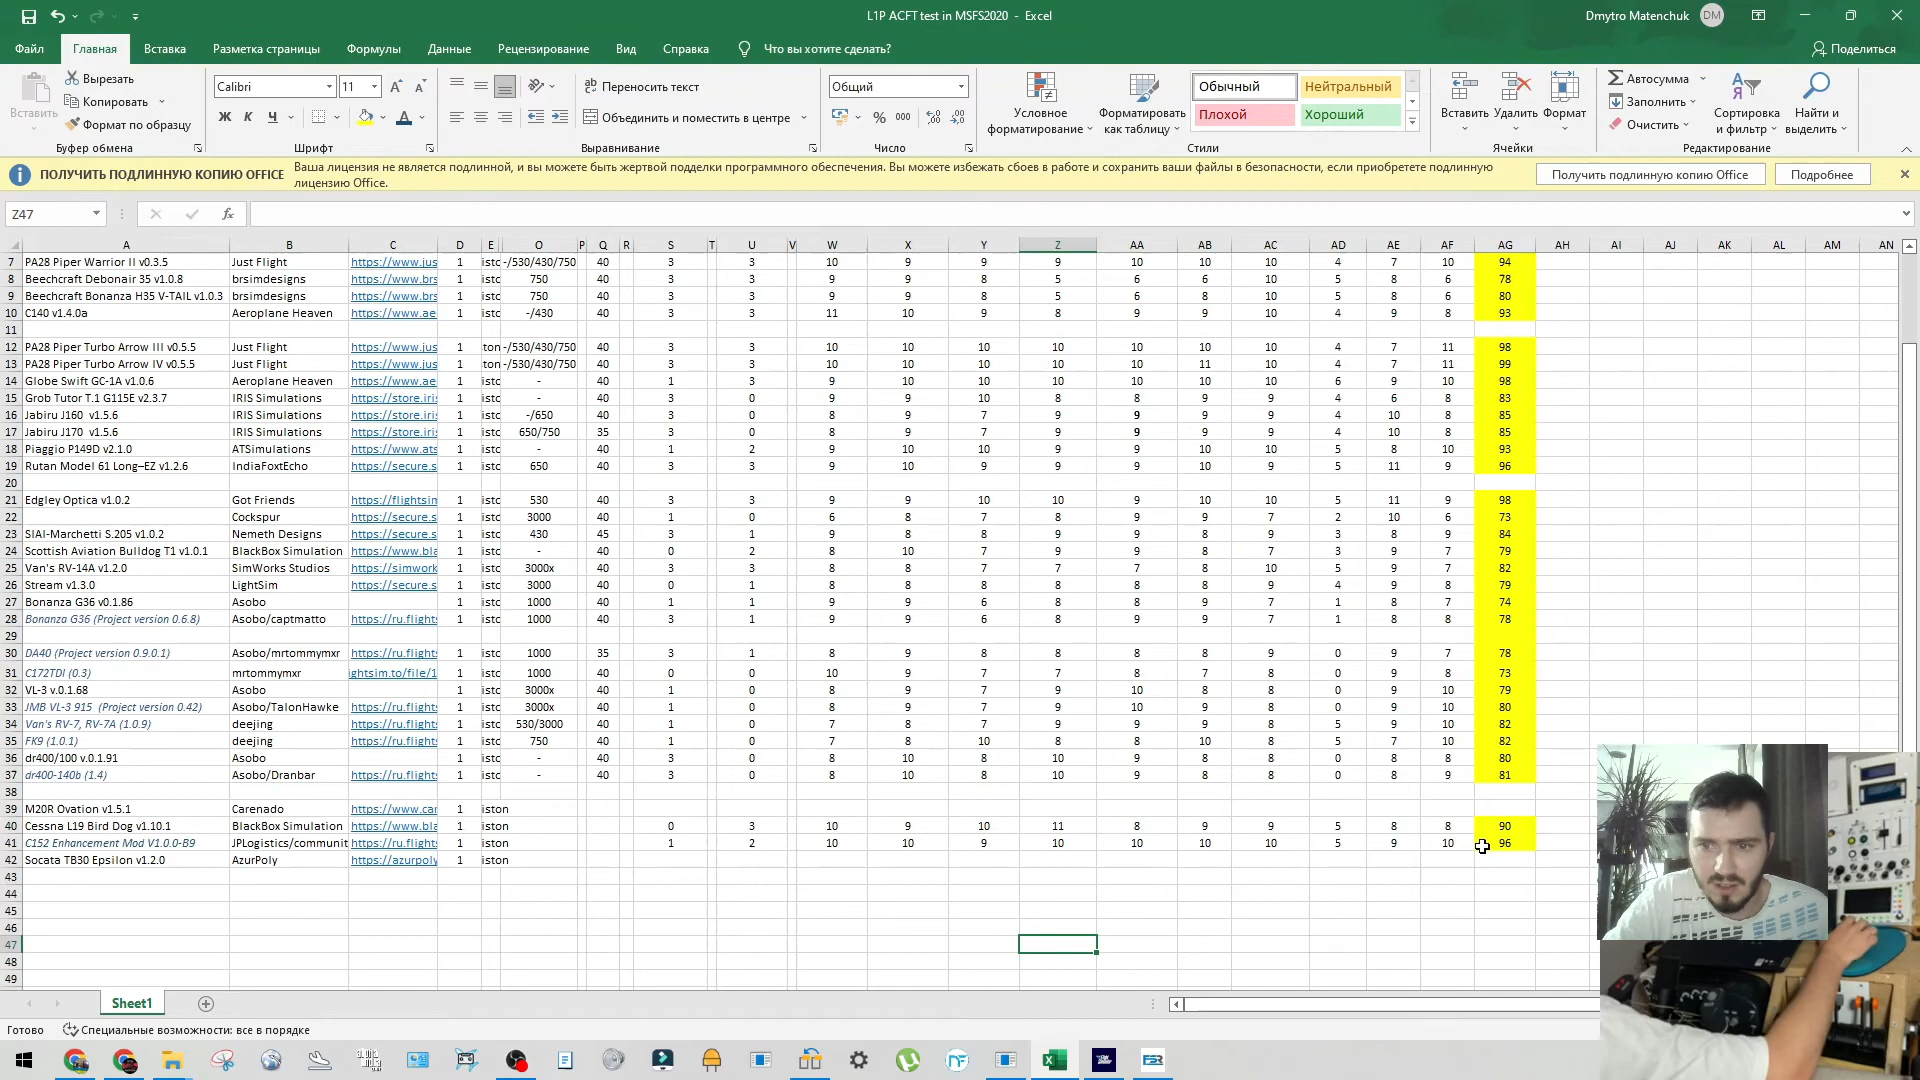 L1P ACFT test in MSFS2020 - Excel
Dmytro Matenchuk DM
Файл Главная Вставка Разметка страницы Формулы Данные Рецензирование Вид Справка Что вы хотите сделать? Поделиться
Вставить Вырезать Копировать Формат по образцу Буфер обмена
Calibri 11 Ж К Ч Шрифт
Переносить текст Объединить и поместить в центре Выравнивание
Общий % 000 Число
Условное форматирование Форматировать как таблицу Обычный Нейтральный Плохой Хороший Стили
Вставить Удалить Формат Ячейки
Автосумма Заполнить Очистить Сортировка и фильтр Найти и выделить Редактирование
ПОЛУЧИТЬ ПОДЛИННУЮ КОПИЮ OFFICE Ваша лицензия не является подлинной, и вы можете быть жертвой подделки программного обеспечения. Вы можете избежать сбоев в работе и сохранить ваши файлы в безопасности, если приобретете подлинную
лицензию Office.
Получить подлинную копию Office Подробнее
Z47 fx
A B C D E O P Q R S T U V W X Y Z AA AB AC AD AE AF AG AH AI AJ AK AL AM AN
7 PA28 Piper Warrior II v0.3.5 Just Flight https://www.jus 1 istc -/530/430/750 40 3 3 10 9 9 9 10 10 10 4 7 10 94
8 Beechcraft Debonair 35 v1.0.8 brsimdesigns https://www.brs 1 istc 750 40 3 3 9 9 8 5 6 6 10 5 8 6 78
9 Beechcraft Bonanza H35 V-TAIL v1.0.3 brsimdesigns https://www.brs 1 istc 750 40 3 3 9 9 8 5 6 8 10 5 8 6 80
10 C140 v1.4.0a Aeroplane Heaven https://www.ae 1 istc -/430 40 3 3 11 10 9 8 9 9 10 4 9 8 93
11
12 PA28 Piper Turbo Arrow III v0.5.5 Just Flight https://www.jus 1 ston -/530/430/750 40 3 3 10 10 10 10 10 10 10 4 7 11 98
13 PA28 Piper Turbo Arrow IV v0.5.5 Just Flight https://www.jus 1 ston -/530/430/750 40 3 3 10 10 10 10 10 11 10 4 7 11 99
14 Globe Swift GC-1A v1.0.6 Aeroplane Heaven https://www.ae 1 istc - 40 1 3 9 10 10 10 10 10 10 6 9 10 98
15 Grob Tutor T.1 G115E v2.3.7 IRIS Simulations https://store.iri 1 istc - 40 3 0 9 10 10 8 8 9 9 4 6 8 83
16 Jabiru J160 v1.5.6 IRIS Simulations https://store.iri 1 istc -/650 40 3 0 8 9 7 9 9 9 9 4 10 8 85
17 Jabiru J170 v1.5.6 IRIS Simulations https://store.iri 1 istc 650/750 35 3 0 8 9 7 9 9 9 9 4 10 8 85
18 Piaggio P149D v2.1.0 ATSimulations https://www.ats 1 istc - 40 1 2 9 10 10 9 9 10 10 5 8 10 93
19 Rutan Model 61 Long–EZ v1.2.6 IndiaFoxtEcho https://secure.s 1 istc 650 40 3 3 9 10 9 9 9 10 9 5 11 9 96
20
21 Edgley Optica v1.0.2 Got Friends https://flightsim 1 istc 530 40 3 3 9 9 10 10 9 10 10 5 11 9 98
22 Cockspur https://secure.s 1 istc 3000 40 1 0 6 8 7 8 9 9 7 2 10 6 73
23 SIAI-Marchetti S.205 v1.0.2 Nemeth Designs https://secure.s 1 istc 430 45 3 1 9 8 8 9 9 8 9 3 8 9 84
24 Scottish Aviation Bulldog T1 v1.0.1 BlackBox Simulation https://www.bla 1 istc - 40 0 2 8 10 7 9 9 8 7 3 9 7 79
25 Van's RV-14A v1.2.0 SimWorks Studios https://simwork 1 istc 3000x 40 3 3 8 8 7 7 7 8 10 5 9 7 82
26 Stream v1.3.0 LightSim https://secure.s 1 istc 3000 40 0 1 8 8 8 8 8 8 9 4 9 8 79
27 Bonanza G36 v0.1.86 Asobo 1 istc 1000 40 1 1 9 9 6 8 8 9 7 1 8 7 74
28 Bonanza G36 (Project version 0.6.8) Asobo/captmatto https://ru.flight 1 istc 1000 40 3 1 9 9 6 8 9 9 7 1 8 8 78
29
30 DA40 (Project version 0.9.0.1) Asobo/mrtommymxr https://ru.flight 1 istc 1000 35 3 1 8 9 8 8 8 8 9 0 9 7 78
31 C172TDI (0.3) mrtommymxr ightsim.to/file/1 1 istc 1000 40 0 0 10 9 7 7 8 7 8 0 9 8 73
32 VL-3 v.0.1.68 Asobo 1 istc 3000x 40 1 0 8 9 7 9 10 8 8 0 9 10 79
33 JMB VL-3 915 (Project version 0.42) Asobo/TalonHawke https://ru.flight 1 istc 3000x 40 1 0 8 9 7 9 10 9 8 0 9 10 80
34 Van's RV-7, RV-7A (1.0.9) deejing https://ru.flight 1 istc 530/3000 40 1 0 7 8 7 9 9 9 8 5 9 10 82
35 FK9 (1.0.1) deejing https://ru.flight 1 istc 750 40 1 0 7 8 10 8 8 10 8 5 7 10 82
36 dr400/100 v.0.1.91 Asobo 1 istc - 40 3 0 8 10 8 10 9 8 8 0 8 8 80
37 dr400-140b (1.4) Asobo/Dranbar https://ru.flight 1 istc - 40 3 0 8 10 8 10 9 8 8 0 8 9 81
38
39 M20R Ovation v1.5.1 Carenado https://www.car 1 iston
40 Cessna L19 Bird Dog v1.10.1 BlackBox Simulation https://www.bla 1 iston 0 3 10 9 10 11 8 9 9 5 8 8 90
41 C152 Enhancement Mod V1.0.0-B9 JPLogistics/communit https://ru.flight 1 iston 1 2 10 10 9 10 10 10 10 5 9 10 96
42 Socata TB30 Epsilon v1.2.0 AzurPoly https://azurpoly 1 iston
43
44
45
46
47
48
49
Sheet1
Готово Специальные возможности: все в порядке
FSR